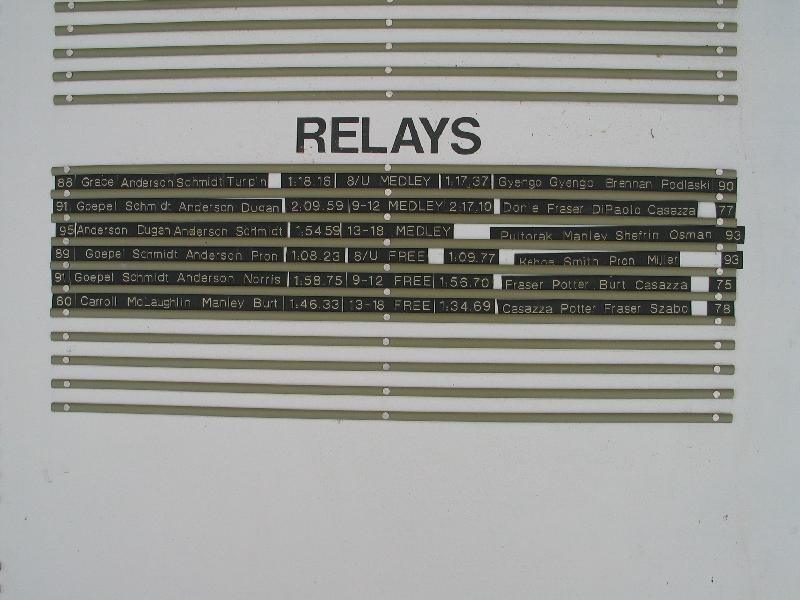 RELAYS
88 Grabel Anderson Schmidt Turpin 1:18.16 8/U MEDLEY 1:17.37 Gyengo Gyengo Brennan Podlaski 90
91 Goepel Schmidt Anderson Dugan 2.09.59 9-12 MEDLEY 2.17.10 Donie Fraser DiPaolo Casazza 77
95 Anderson Dugan Anderson Schmidt 1.54.59 13-18 MEDLEY Pultorak Manley Shefrin Osman 93
89 Goepel Schmidt Anderson Pron 1:08.23 8/U FREE 1:09.77 Kehoe Smith Pron Miller 93
91 Goepel Schmidt Anderson Norris 1:58.75 9-12 FREE 1:56.70 Fraser Potter Burt Casazza 75
80 Carroll McLaughlin Manley Burt 1:46.33 13-18 FREE 1:34.69 Casazza Potter Fraser Szabo 78